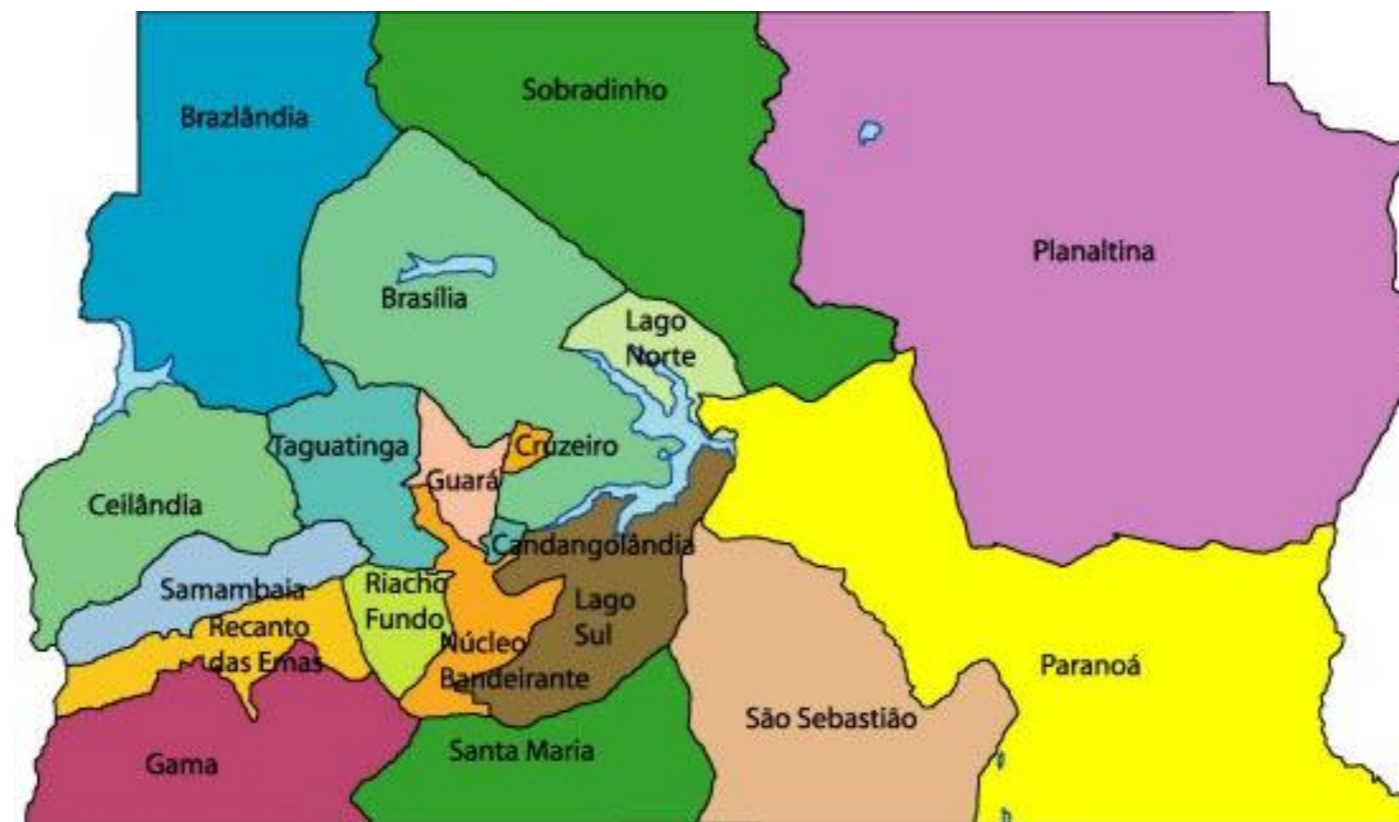 Sobradinho
Brazlândia
Planaltina
Brasília
Lago
Norte
Taguatinga
Cruzeiro
Guará
Ceilândia
Candangolândia
Samambaia
Riacho
Fundo
Lago
Sul
Recanto
das Emas
Núcleo
Bandeirante
Paranoá
São Sebastião
Santa Maria
Gama